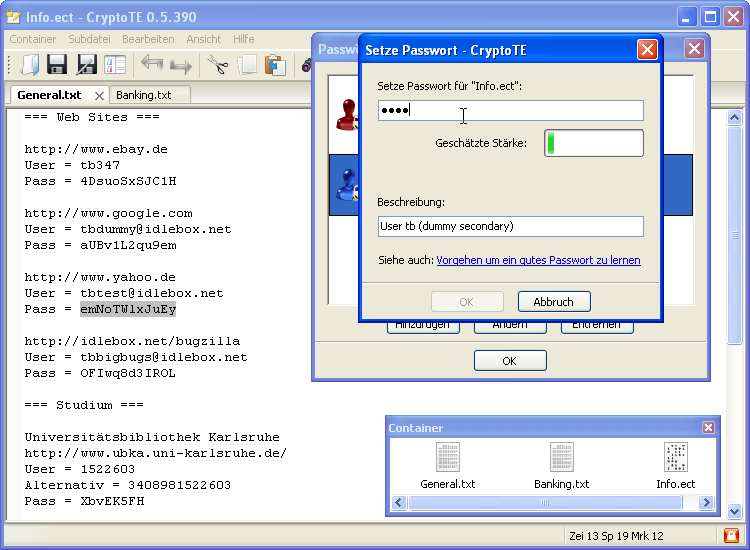 Info.ect - CryptoTE 0.5.390
Container Subdatei Bearbeiten Ansicht Hilfe
General.txt Banking.txt
=== Web Sites ===
http://www.ebay.de
User = tb347
Pass = 4DsuoSxSJC1H
http://www.google.com
User = tbdummy@idlebox.net
Pass = aUBv1L2qu9em
http://www.yahoo.de
User = tbtest@idlebox.net
Pass = emNoTWlxJuEy
http://idlebox.net/bugzilla
User = tbbigbugs@idlebox.net
Pass = OFIwq8d3IROL
=== Studium ===
Universitätsbibliothek Karlsruhe
http://www.ubka.uni-karlsruhe.de/
User = 1522603
Alternativ = 3408981522603
Pass = XbvEK5FH
Setze Passwort - CryptoTE
Setze Passwort für "Info.ect":
Geschätzte Stärke:
Beschreibung:
User tb (dummy secondary)
Siehe auch: Vorgehen um ein gutes Passwort zu lernen
OK Abbruch
Hinzufügen Ändern Entfernen
OK
Container
General.txt Banking.txt Info.ect
Zei 13 Sp 19 Mrk 12